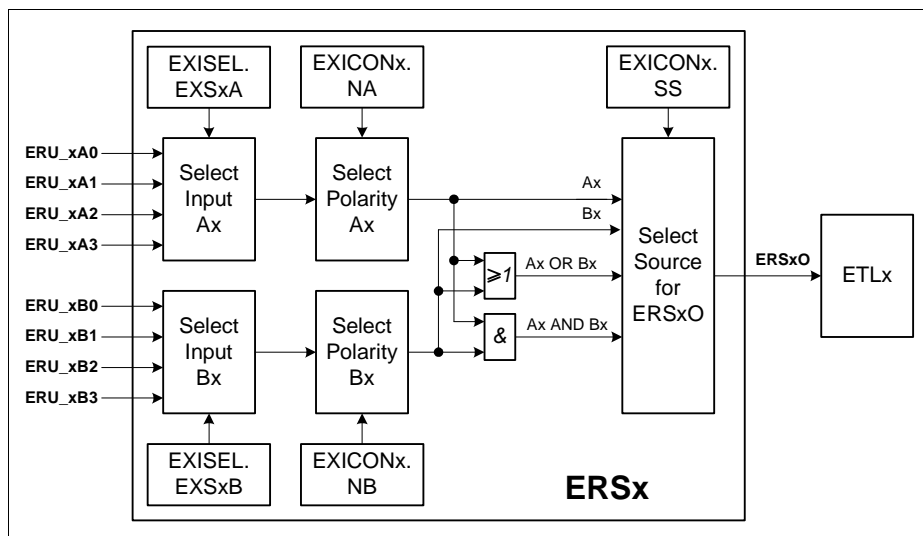 EXISEL.
EXSxA
EXICONx.
NA
EXICONx.
SS
ERU_xA0
ERU_xA1
ERU_xA2
ERU_xA3
Select
Input
Ax
Select
Polarity
Ax
Ax
Bx
≥1
Ax OR Bx
&
Ax AND Bx
Select
Source
for
ERSxO
ERSxO
ETLx
ERU_xB0
ERU_xB1
ERU_xB2
ERU_xB3
Select
Input
Bx
Select
Polarity
Bx
EXISEL.
EXSxB
EXICONx.
NB
ERSx